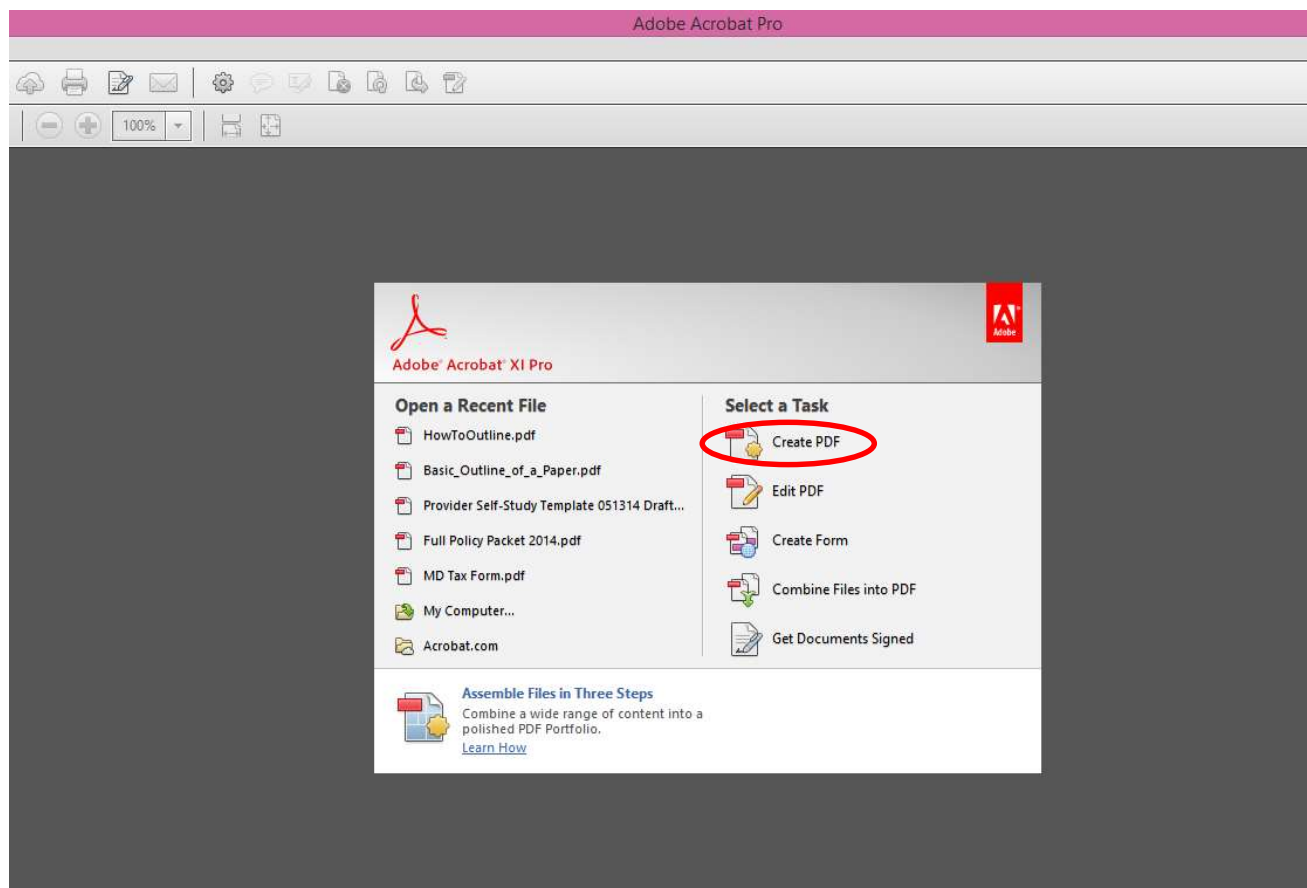 Adobe Acrobat Pro
100%
Adobe® Acrobat® XI Pro
Adobe
Open a Recent File
HowToOutline.pdf
Basic_Outline_of_a_Paper.pdf
Provider Self-Study Template 051314 Draft...
Full Policy Packet 2014.pdf
MD Tax Form.pdf
My Computer...
Acrobat.com
Select a Task
Create PDF
Edit PDF
Create Form
Combine Files into PDF
Get Documents Signed
Assemble Files in Three Steps
Combine a wide range of content into a
polished PDF Portfolio.
Learn How